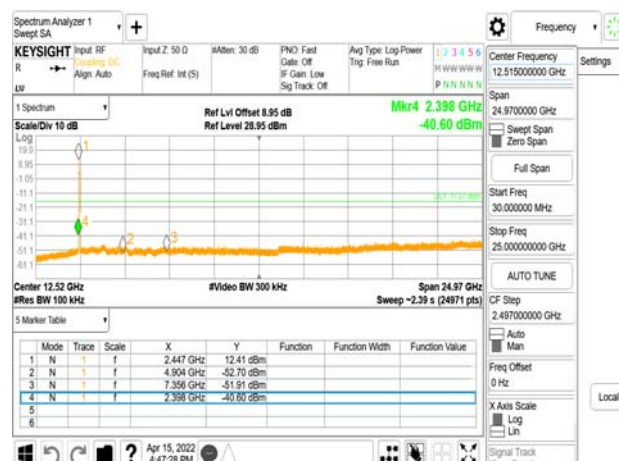 Spectrum Analyzer 1
Swept SA
+
Frequency
KEYSIGHT Input: RF Input Z: 50 Ω #Atten: 30 dB PNO: Fast Avg Type: Log-Power 1 2 3 4 5 6
R Coupling: DC Gate: Off Trig: Free Run M W W W W W
Align: Auto Freq Ref: Int (S) IF Gain: Low
Sig Track: Off P N N N N N
LVI
1 Spectrum Ref Lvl Offset 8.95 dB Mkr4 2.398 GHz
Scale/Div 10 dB Ref Level 28.95 dBm -40.60 dBm
Log
19.0
8.95
-1.05
-11.1
-21.1
-31.1
-41.1
-51.1
-61.1
1
4
2
3
Center 12.52 GHz #Video BW 300 kHz Span 24.97 GHz
#Res BW 100 kHz Sweep ~2.39 s (24971 pts)
5 Marker Table
Mode Trace Scale X Y Function Function Width Function Value
1 N 1 f 2.447 GHz 12.41 dBm
2 N 1 f 4.904 GHz -52.70 dBm
3 N 1 f 7.356 GHz -51.91 dBm
4 N 1 f 2.398 GHz -40.60 dBm
5
6
? Apr 15, 2022
4:47:28 PM
Center Frequency
12.515000000 GHz
Settings
Span
24.9700000 GHz
Swept Span
Zero Span
Full Span
Start Freq
30.000000 MHz
Stop Freq
25.000000000 GHz
AUTO TUNE
CF Step
2.497000000 GHz
Auto
Man
Freq Offset
0 Hz
X Axis Scale
Log
Lin
Local
Signal Track